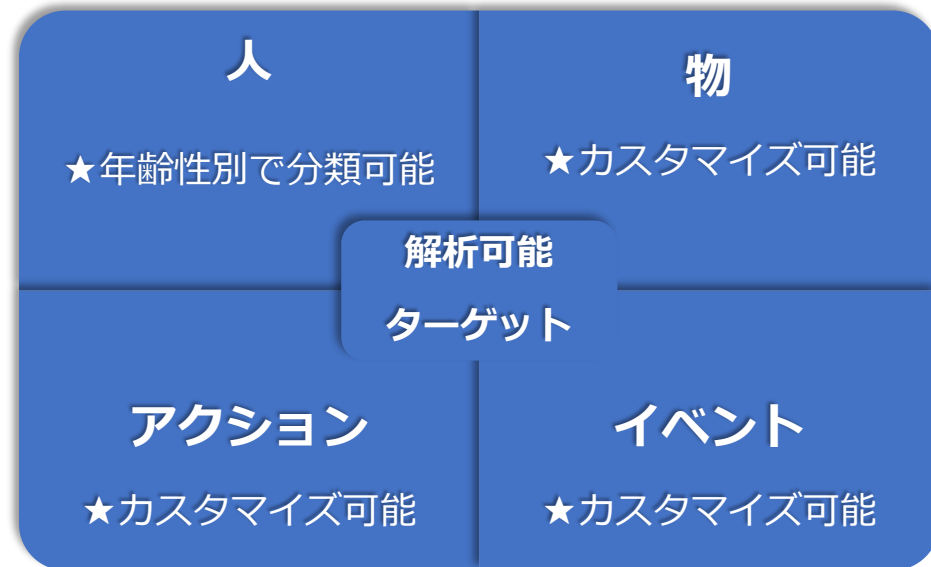 人
★年齢性別で分類可能
物
★カスタマイズ可能
解析可能
ターゲット
アクション
★カスタマイズ可能
イベント
★カスタマイズ可能